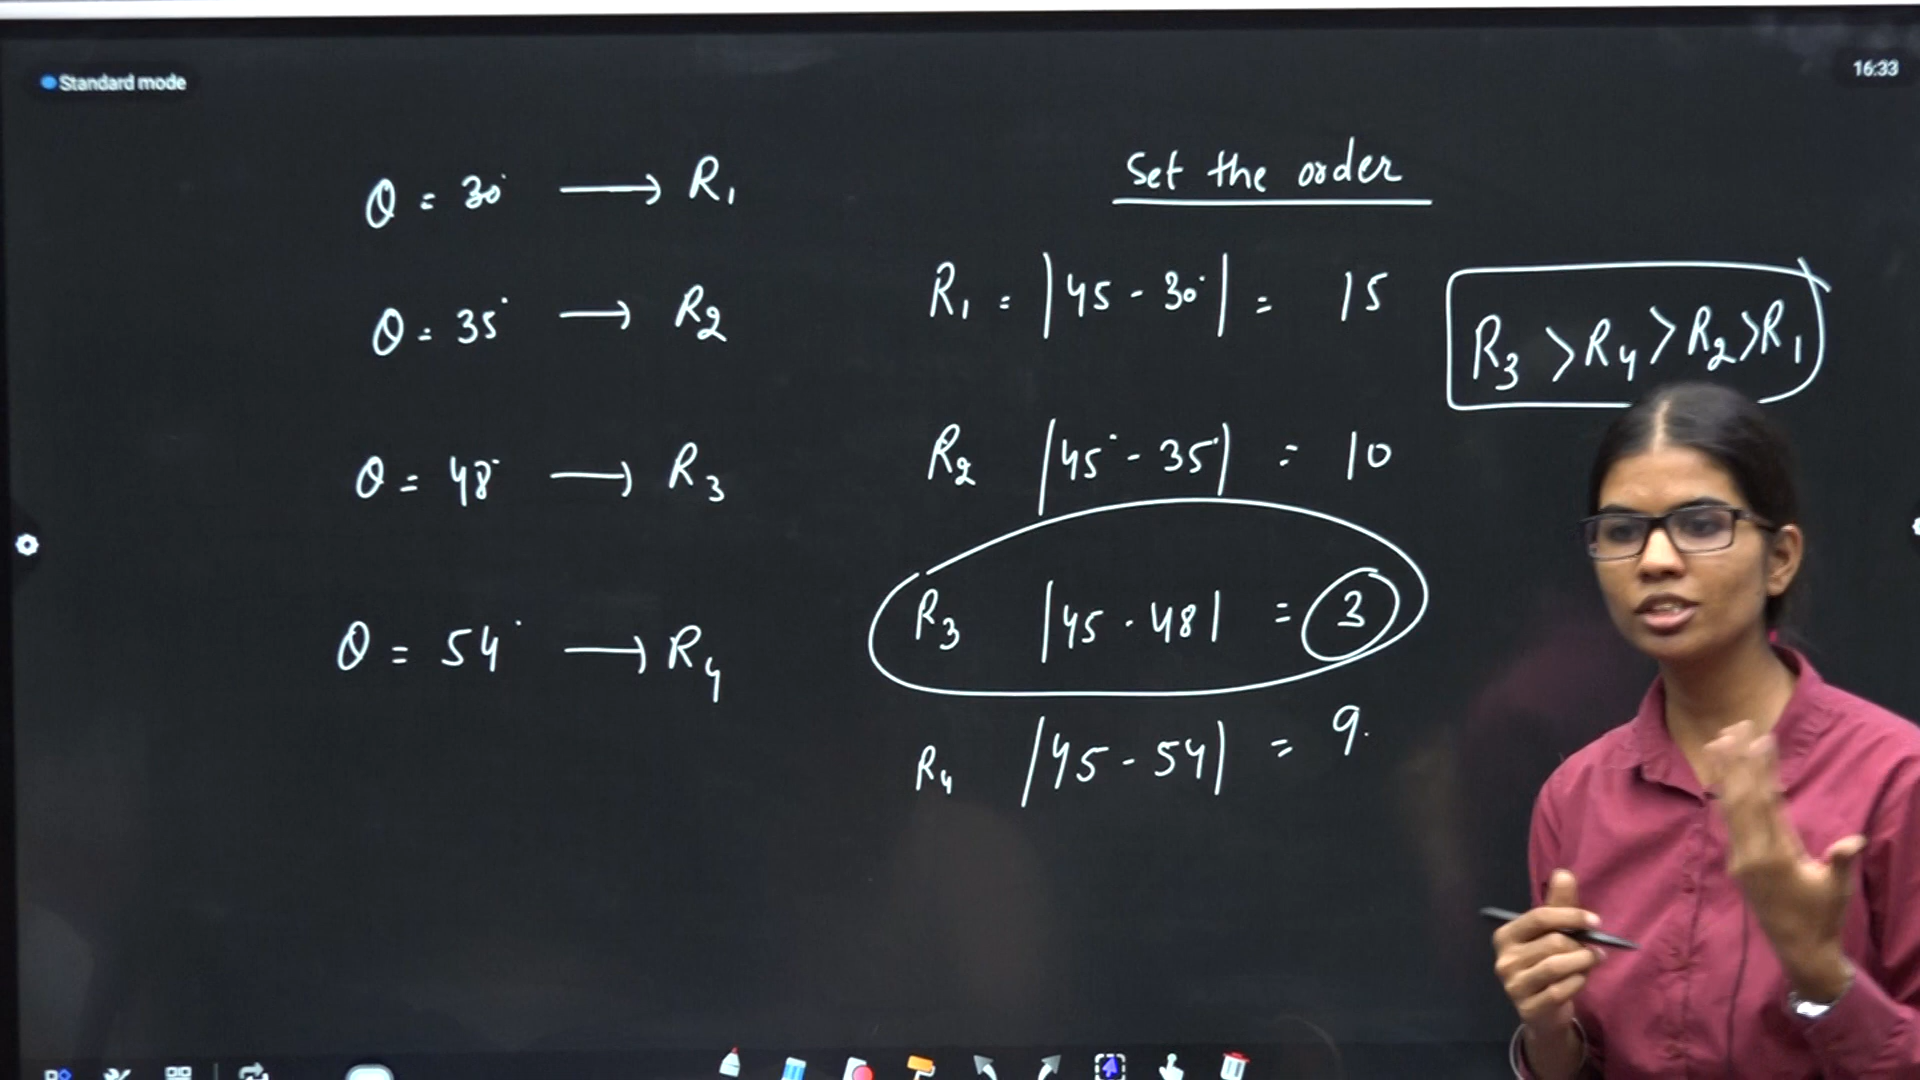 Standard mode
16:33
θ = 30° ⟶ R₁
θ = 35° ⟶ R₂
θ = 48° ⟶ R₃
θ = 54° ⟶ R₄
Set the order
R₁ = |45 - 30°| = 15
R₂ |45° - 35°| = 10
R₃ |45 - 48| = 3
R₄ |45 - 54| = 9.
R₃ > R₄ > R₂ > R₁